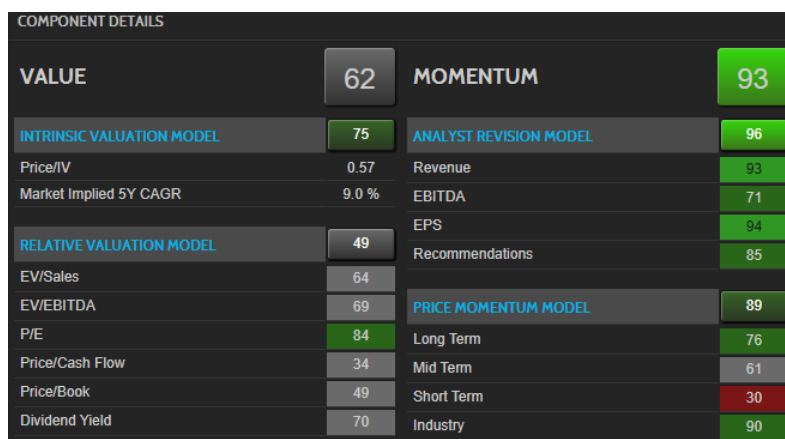 COMPONENT DETAILS
VALUE 62
INTRINSIC VALUATION MODEL 75
Price/IV 0.57
Market Implied 5Y CAGR 9.0 %
RELATIVE VALUATION MODEL 49
EV/Sales 64
EV/EBITDA 69
P/E 84
Price/Cash Flow 34
Price/Book 49
Dividend Yield 70
MOMENTUM 93
ANALYST REVISION MODEL 96
Revenue 93
EBITDA 71
EPS 94
Recommendations 85
PRICE MOMENTUM MODEL 89
Long Term 76
Mid Term 61
Short Term 30
Industry 90